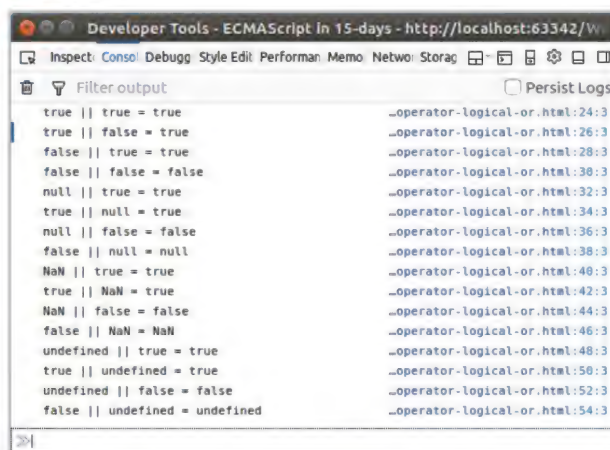 Developer Tools - ECMAScript in 15-days - http://localhost:63342/W
Inspect Consol Debugg Style Edit Performan Memo Networ Storag
Filter output Persist Logs
true || true = true …operator-logical-or.html:24:3
true || false = true …operator-logical-or.html:26:3
false || true = true …operator-logical-or.html:28:3
false || false = false …operator-logical-or.html:30:3
null || true = true …operator-logical-or.html:32:3
true || null = true …operator-logical-or.html:34:3
null || false = false …operator-logical-or.html:36:3
false || null = null …operator-logical-or.html:38:3
NaN || true = true …operator-logical-or.html:40:3
true || NaN = true …operator-logical-or.html:42:3
NaN || false = false …operator-logical-or.html:44:3
false || NaN = NaN …operator-logical-or.html:46:3
undefined || true = true …operator-logical-or.html:48:3
true || undefined = true …operator-logical-or.html:50:3
undefined || false = false …operator-logical-or.html:52:3
false || undefined = undefined …operator-logical-or.html:54:3